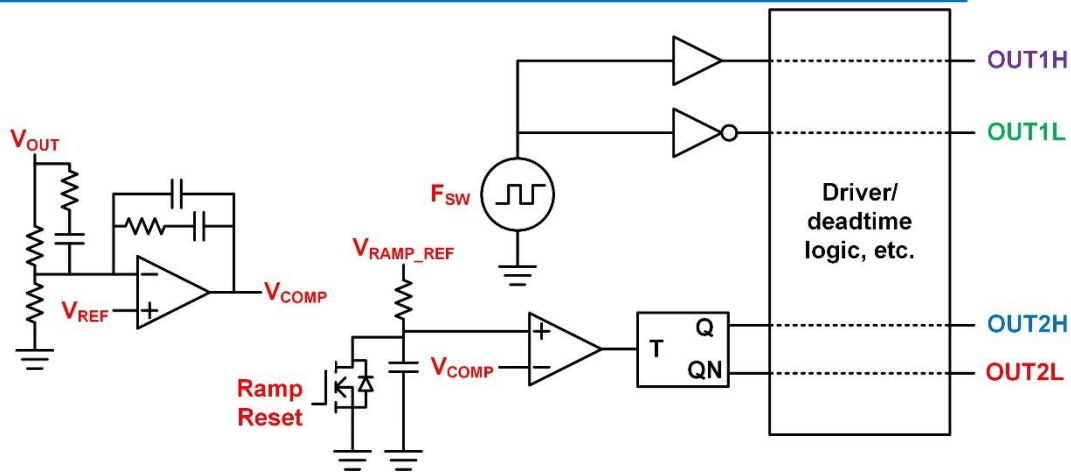 OUT1H
OUT1L
VOUT
FSW
Driver/
deadtime
logic, etc.
VRAMP_REF
VCOMP
VREF
+
−
+
−
VCOMP
T
Q
QN
OUT2H
OUT2L
Ramp
Reset